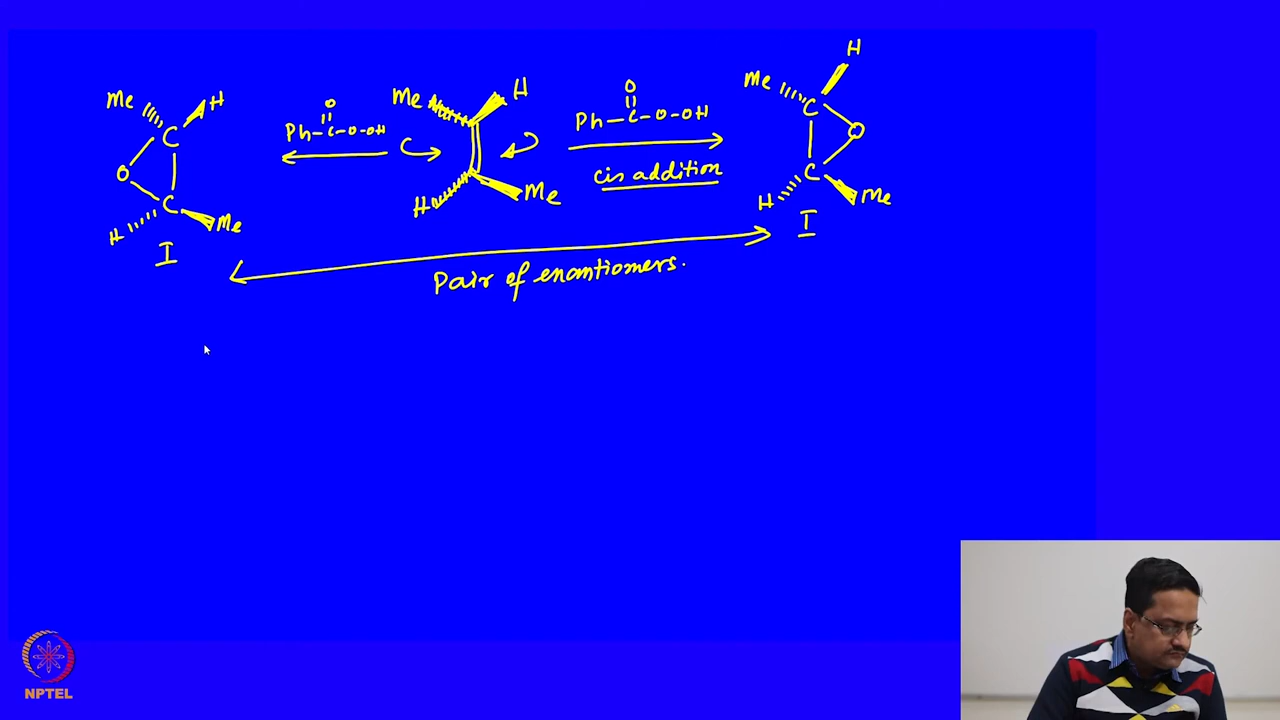 Me H
O C
C
H Me
I
O
Ph-C-O-OH
Me H
H Me
O
Ph-C-O-OH
cis addition
H
Me C
O
C
H Me
I
Pair of enantiomers.
NPTEL